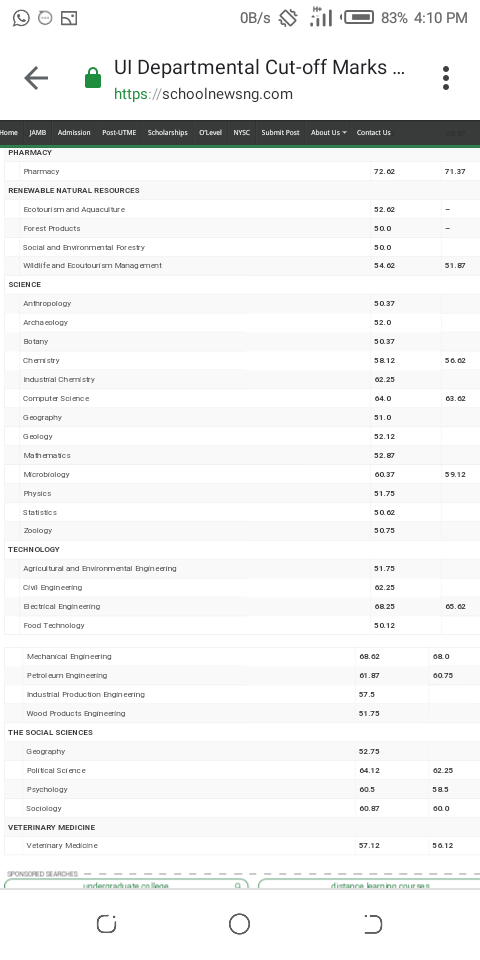 0B/s H+ 83% 4:10 PM
UI Departmental Cut-off Marks ...
https://schoolnewsng.com
Home JAMB Admission Post-UTME Scholarships O'Level NYSC Submit Post About Us Contact Us
PHARMACY
Pharmacy 72.62 71.37
RENEWABLE NATURAL RESOURCES
Ecotourism and Aquaculture 52.62 –
Forest Products 50.0 –
Social and Environmental Forestry 50.0
Wildlife and Ecoutourism Management 54.62 51.87
SCIENCE
Anthropology 50.37
Archaeology 52.0
Botany 50.37
Chemistry 58.12 56.62
Industrial Chemistry 62.25
Computer Science 64.0 63.62
Geography 51.0
Geology 52.12
Mathematics 52.87
Microbiology 60.37 59.12
Physics 51.75
Statistics 50.62
Zoology 50.75
TECHNOLOGY
Agricultural and Environmental Engineering 51.75
Civil Engineering 62.25
Electrical Engineering 68.25 65.62
Food Technology 50.12
Mechanical Engineering 68.62 68.0
Petroleum Engineering 61.87 60.75
Industrial Production Engineering 57.5
Wood Products Engineering 51.75
THE SOCIAL SCIENCES
Geography 52.75
Political Science 64.12 62.25
Psychology 60.5 58.5
Sociology 60.87 60.0
VETERINARY MEDICINE
Veterinary Medicine 57.12 56.12
SPONSORED SEARCHES
undergraduate college distance learning courses